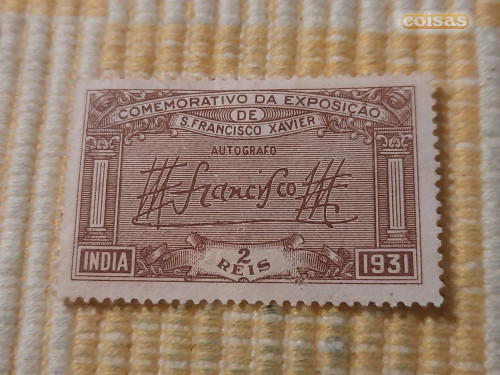 coisas
COMEMORATIVO DA EXPOSIÇÃO
DE
S. FRANCISCO XAVIER
AUTOGRAFO
Francisco
2
REIS
INDIA
1931